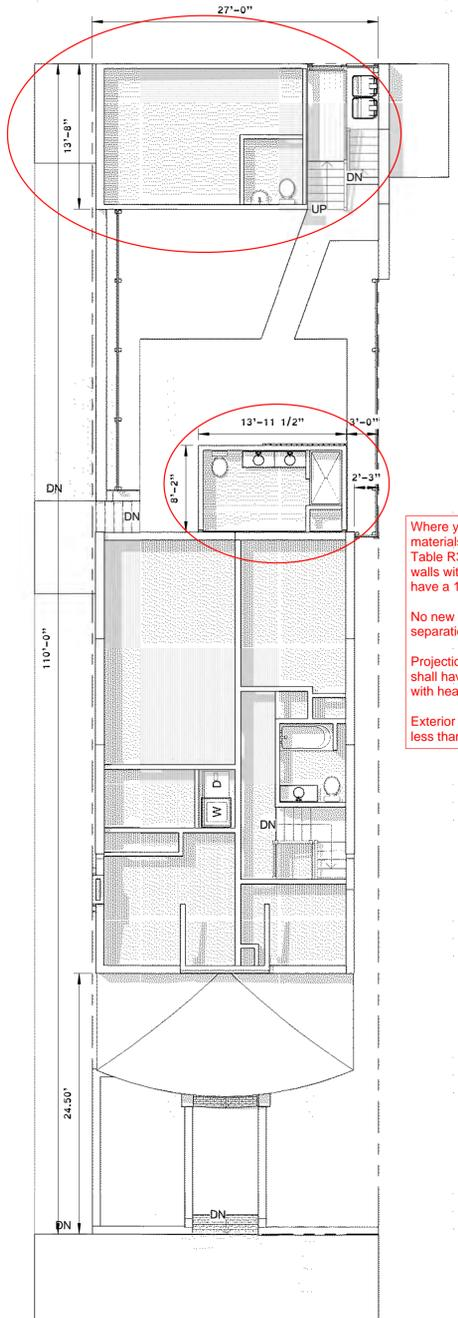 27'-0"
13'-8"
DN
UP
13'-11 1/2"
3'-0"
8'-2"
2'-3"
DN
DN
110'-0"
Where y
materials
Table R3
walls wit
have a 1
No new
separatio
Projectio
shall hav
with hea
Exterior
less than
D
W
DN
24.50'
DN
DN